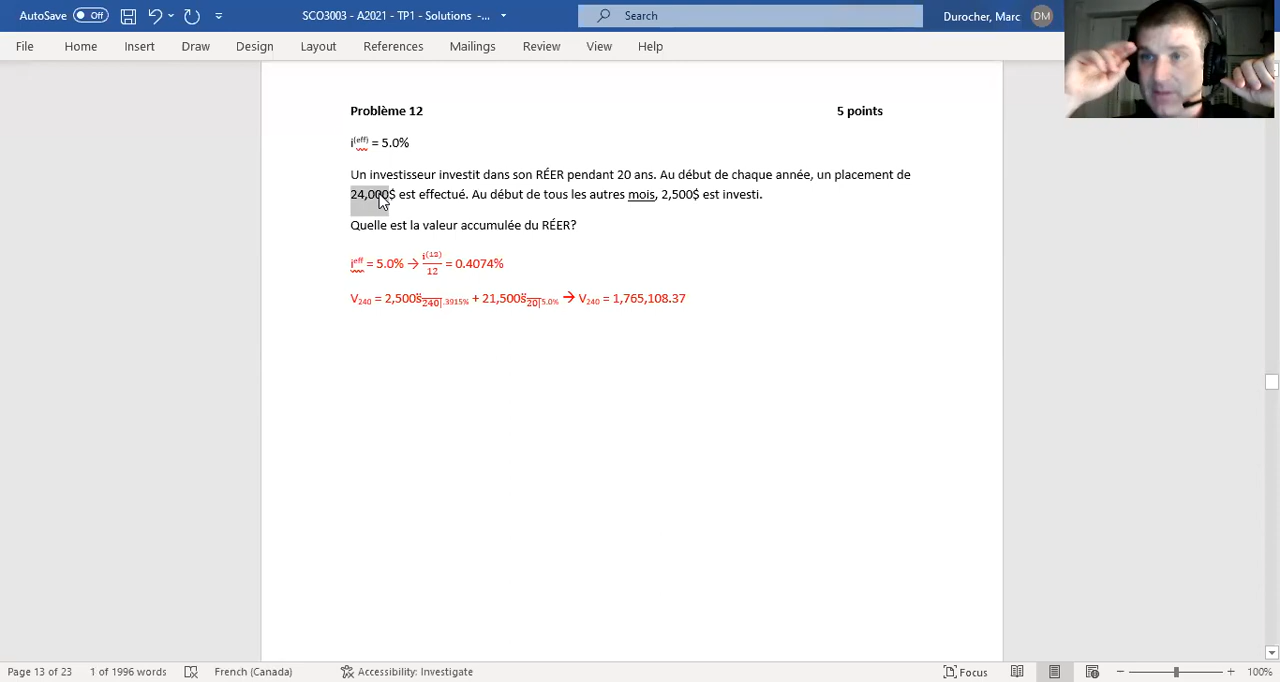 AutoSave Off SCO3003 - A2021 - TP1 - Solutions -... Search Durocher, Marc DM
File Home Insert Draw Design Layout References Mailings Review View Help
Problème 12 5 points
i(eff) = 5.0%
Un investisseur investit dans son RÉER pendant 20 ans. Au début de chaque année, un placement de
24,000$ est effectué. Au début de tous les autres mois, 2,500$ est investi.
Quelle est la valeur accumulée du RÉER?
ieff = 5.0% → i(12)/12 = 0.4074%
V240 = 2,500s̈240|.3915% + 21,500s̈20|5.0% → V240 = 1,765,108.37
Page 13 of 23 1 of 1996 words French (Canada) Accessibility: Investigate Focus 100%